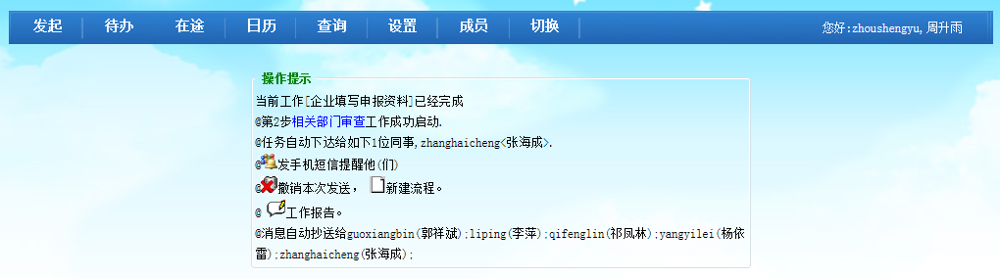 发起 待办 在途 日历 查询 设置 成员 切换 您好:zhoushengyu,周升雨
操作提示
当前工作[企业填写申报资料]已经完成
@第2步相关部门审查工作成功启动.
@任务自动下达给如下1位同事,zhanghaicheng<张海成>.
@发手机短信提醒他(们)
@撤销本次发送， 新建流程。
@ 工作报告。
@消息自动抄送给guoxiangbin(郭祥斌);liping(李萍);qifenglin(祁凤林);yangyilei(杨依
雷);zhanghaicheng(张海成);